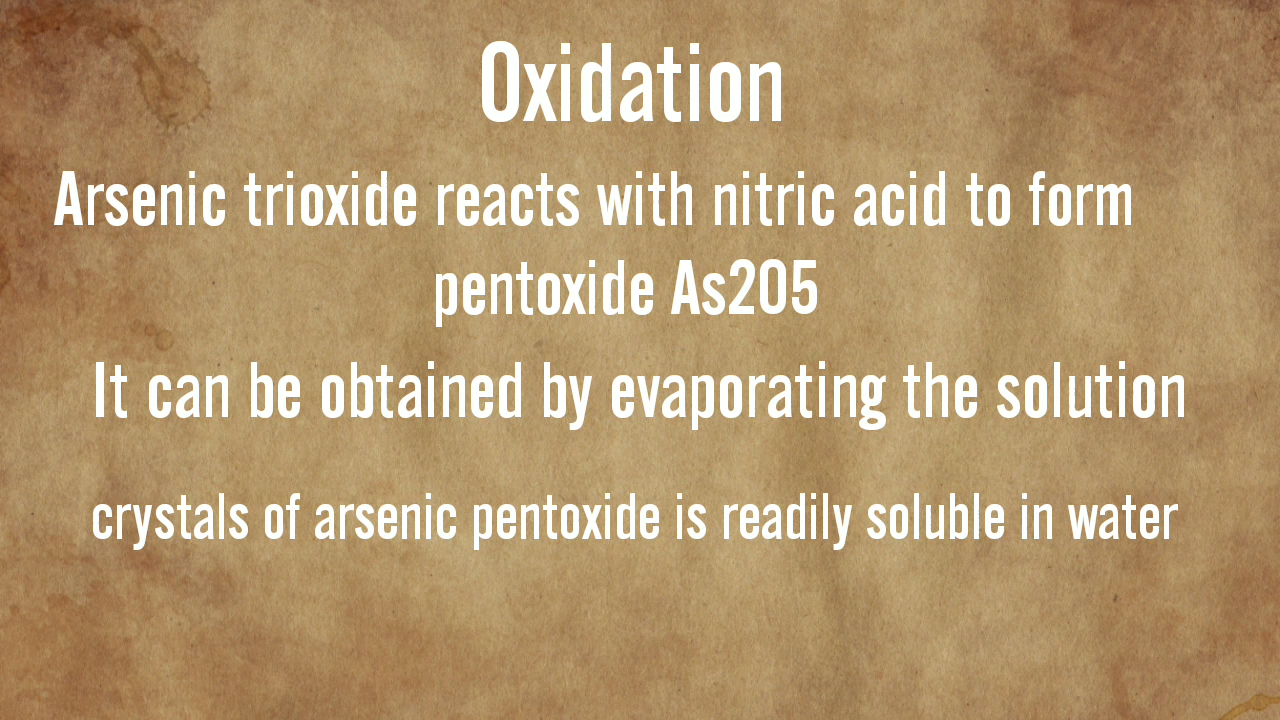 Oxidation
Arsenic trioxide reacts with nitric acid to form
pentoxide As2O5
It can be obtained by evaporating the solution
crystals of arsenic pentoxide is readily soluble in water